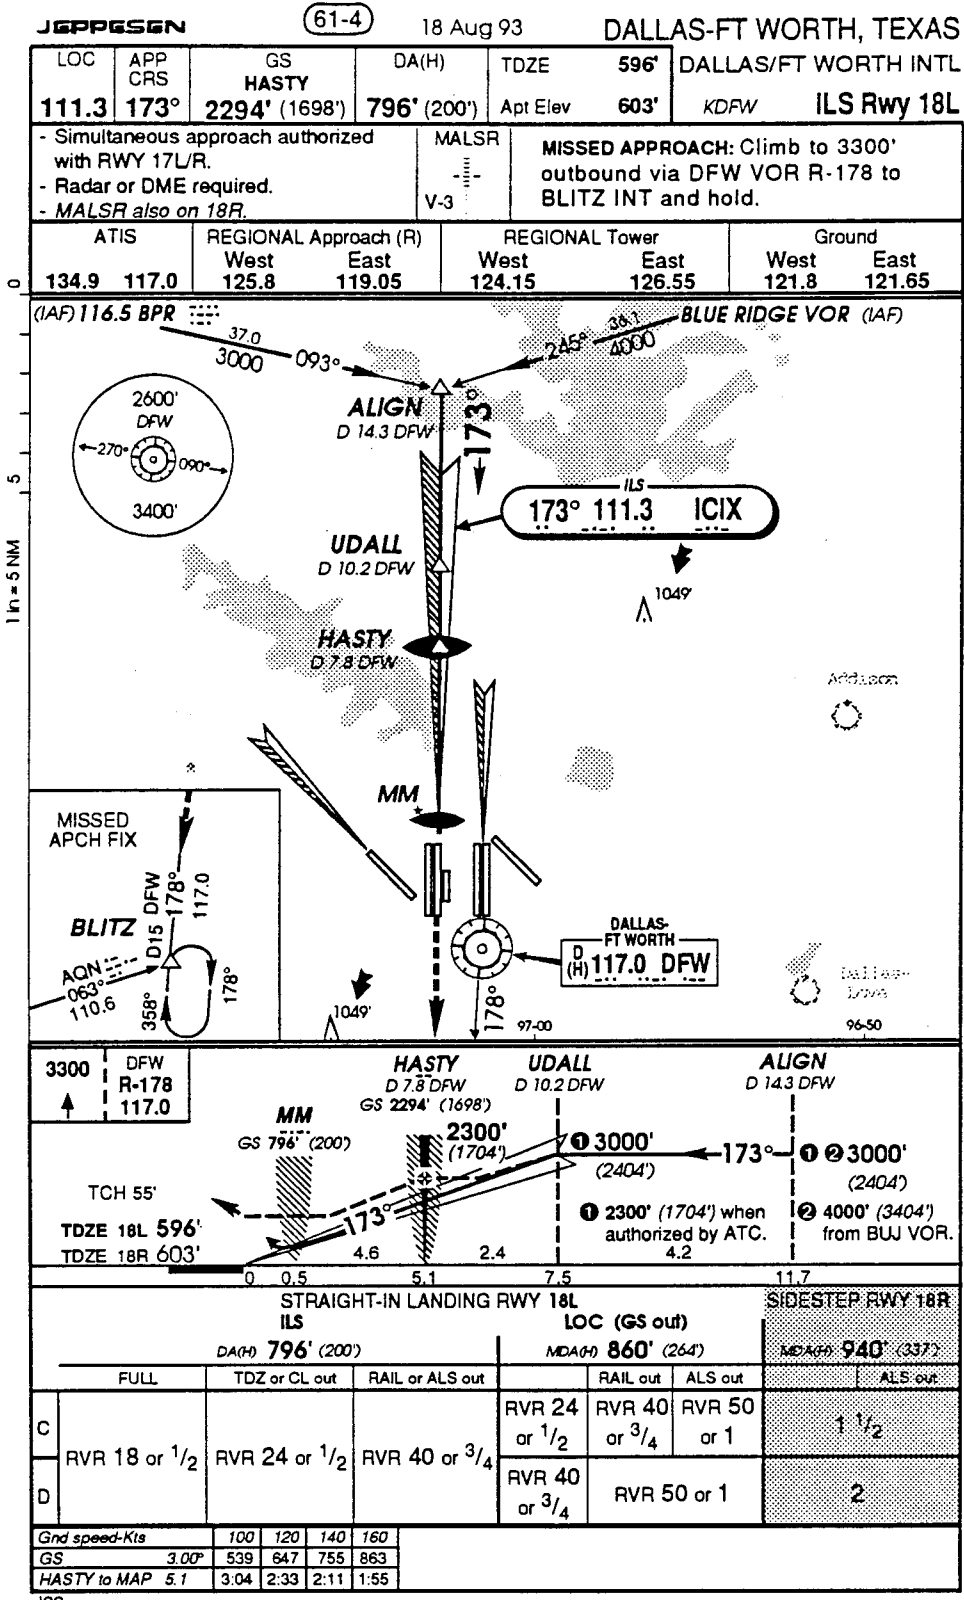 JEPPESEN 61-4 18 Aug 93 DALLAS-FT WORTH, TEXAS
LOC APP CRS GS HASTY DA(H) TDZE 596' DALLAS/FT WORTH INTL
111.3 173° 2294' (1698') 796' (200') Apt Elev 603' KDFW ILS Rwy 18L
- Simultaneous approach authorized
with RWY 17L/R.
- Radar or DME required.
- MALSR also on 18R.
MALSR
V-3
MISSED APPROACH: Climb to 3300'
outbound via DFW VOR R-178 to
BLITZ INT and hold.
ATIS REGIONAL Approach (R) REGIONAL Tower Ground
West East West East West East
134.9 117.0 125.8 119.05 124.15 126.55 121.8 121.65
0
5
1 in = 5 NM
(IAF) 116.5 BPR
37.0
3000 093°
BLUE RIDGE VOR (IAF)
245°
4000
ALIGN
D 14.3 DFW
173°
2600'
DFW
270° 090°
3400'
ILS
173° 111.3 ICIX
UDALL
D 10.2 DFW
1049'
HASTY
D 7.8 DFW
Addison
MM
MISSED
APCH FIX
D15 DFW
178°
117.0
BLITZ
AQN
063°
110.6
358°
178°
1049'
DALLAS-
FT WORTH
D
(H) 117.0 DFW
178°
97-00
96-50
Dallas-
Love
3300
DFW
R-178
117.0
HASTY
D 7.8 DFW
GS 2294' (1698')
UDALL
D 10.2 DFW
ALIGN
D 14.3 DFW
MM
GS 796' (200')
2300'
(1704')
1 3000'
(2404')
173°
1 2 3000'
(2404')
TCH 55'
173°
TDZE 18L 596'
TDZE 18R 603'
1 2300' (1704') when
authorized by ATC.
2 4000' (3404')
from BUJ VOR.
4.6 2.4 4.2
0 0.5 5.1 7.5 11.7
STRAIGHT-IN LANDING RWY 18L SIDESTEP RWY 18R
ILS LOC (GS out)
DA(H) 796' (200') MDA(H) 860' (264') MDA(H) 940' (337')
FULL TDZ or CL out RAIL or ALS out RAIL out ALS out ALS out
C
RVR 24 or 1/2 RVR 40 or 3/4 RVR 50 or 1 1 1/2
RVR 18 or 1/2 RVR 24 or 1/2 RVR 40 or 3/4
D
RVR 40 or 3/4 RVR 50 or 1 2
Gnd speed-Kts 100 120 140 160
GS 3.00° 539 647 755 863
HASTY to MAP 5.1 3:04 2:33 2:11 1:55